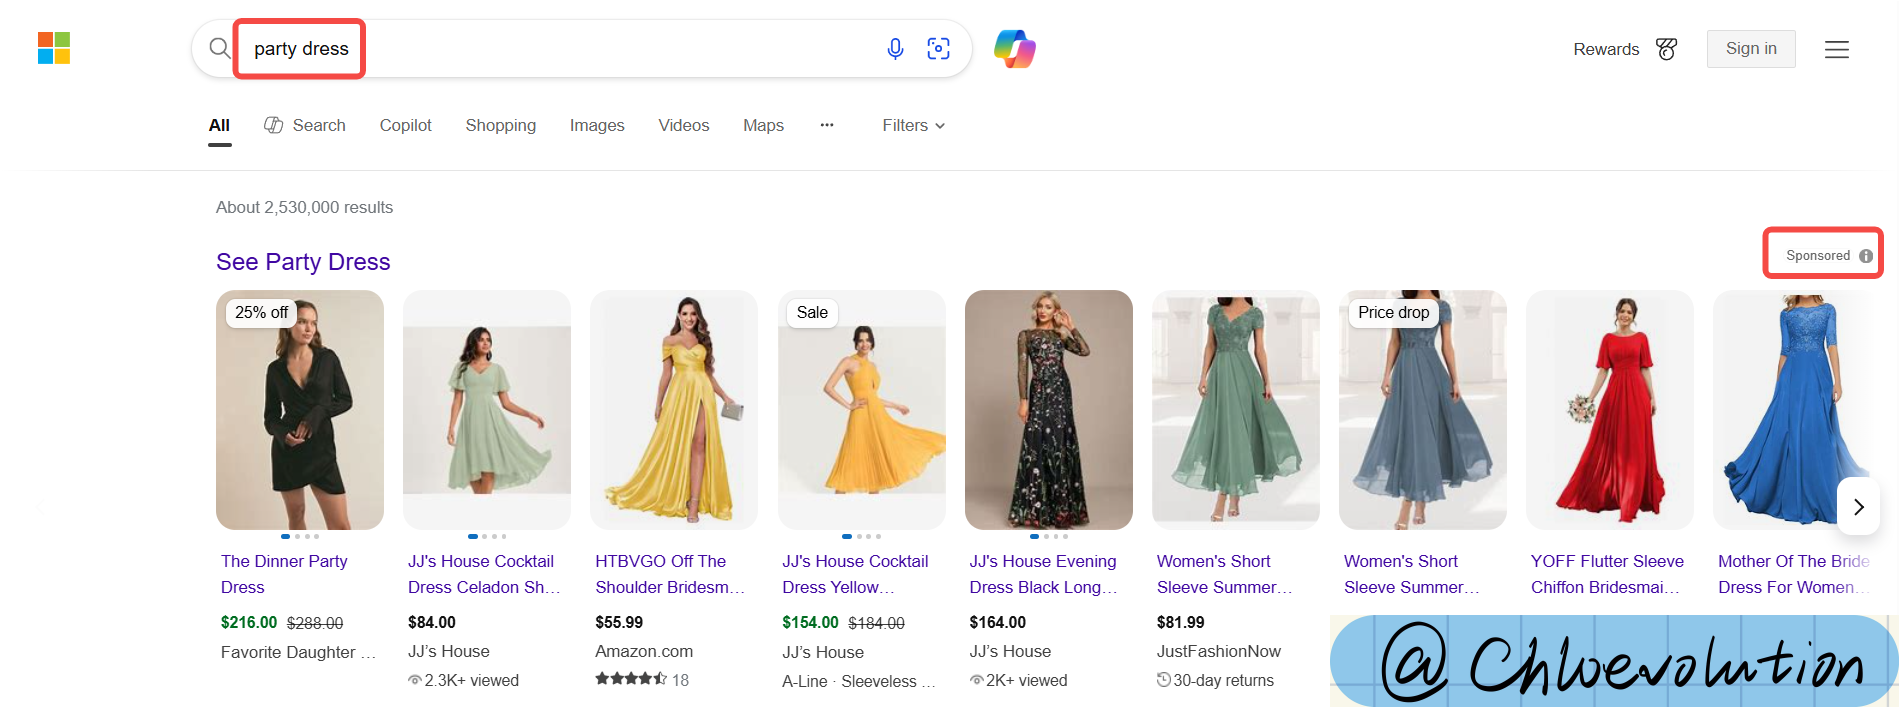 party dress
Rewards
Sign in
All
Search
Copilot
Shopping
Images
Videos
Maps
...
Filters
About 2,530,000 results
See Party Dress
Sponsored
25% off
Sale
Price drop
The Dinner Party
Dress
$216.00 $288.00
Favorite Daughter ...
JJ's House Cocktail
Dress Celadon Sh...
$84.00
JJ's House
2.3K+ viewed
HTBVGO Off The
Shoulder Bridesm...
$55.99
Amazon.com
18
JJ's House Cocktail
Dress Yellow...
$154.00 $184.00
JJ's House
A-Line · Sleeveless ...
JJ's House Evening
Dress Black Long...
$164.00
JJ's House
2K+ viewed
Women's Short
Sleeve Summer...
$81.99
JustFashionNow
30-day returns
Women's Short
Sleeve Summer...
YOFF Flutter Sleeve
Chiffon Bridesmai...
Mother Of The Bride
Dress For Women...
@Chloevolution